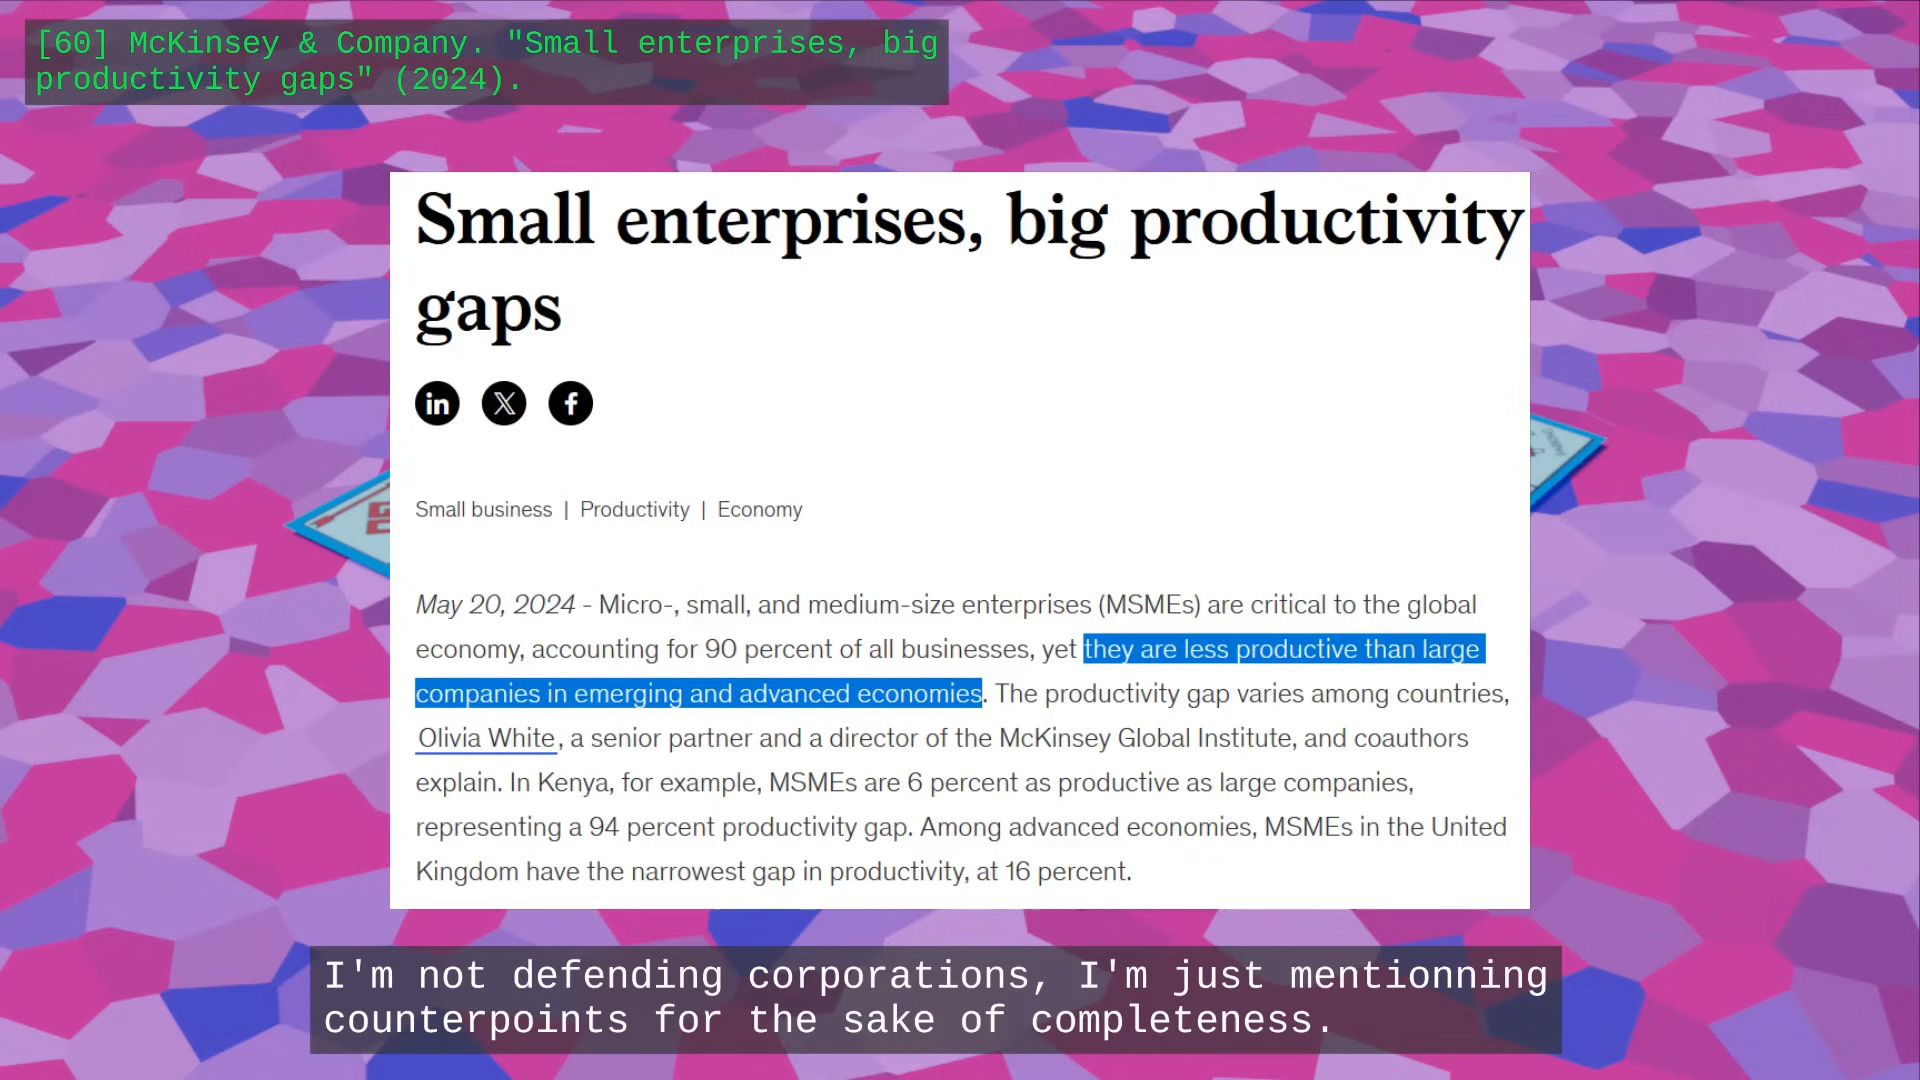 [60] McKinsey & Company. "Small enterprises, big
productivity gaps" (2024).
Small enterprises, big productivity
gaps
in X f
Small business | Productivity | Economy
May 20, 2024 - Micro-, small, and medium-size enterprises (MSMEs) are critical to the global
economy, accounting for 90 percent of all businesses, yet they are less productive than large
companies in emerging and advanced economies. The productivity gap varies among countries,
Olivia White, a senior partner and a director of the McKinsey Global Institute, and coauthors
explain. In Kenya, for example, MSMEs are 6 percent as productive as large companies,
representing a 94 percent productivity gap. Among advanced economies, MSMEs in the United
Kingdom have the narrowest gap in productivity, at 16 percent.
I'm not defending corporations, I'm just mentionning
counterpoints for the sake of completeness.